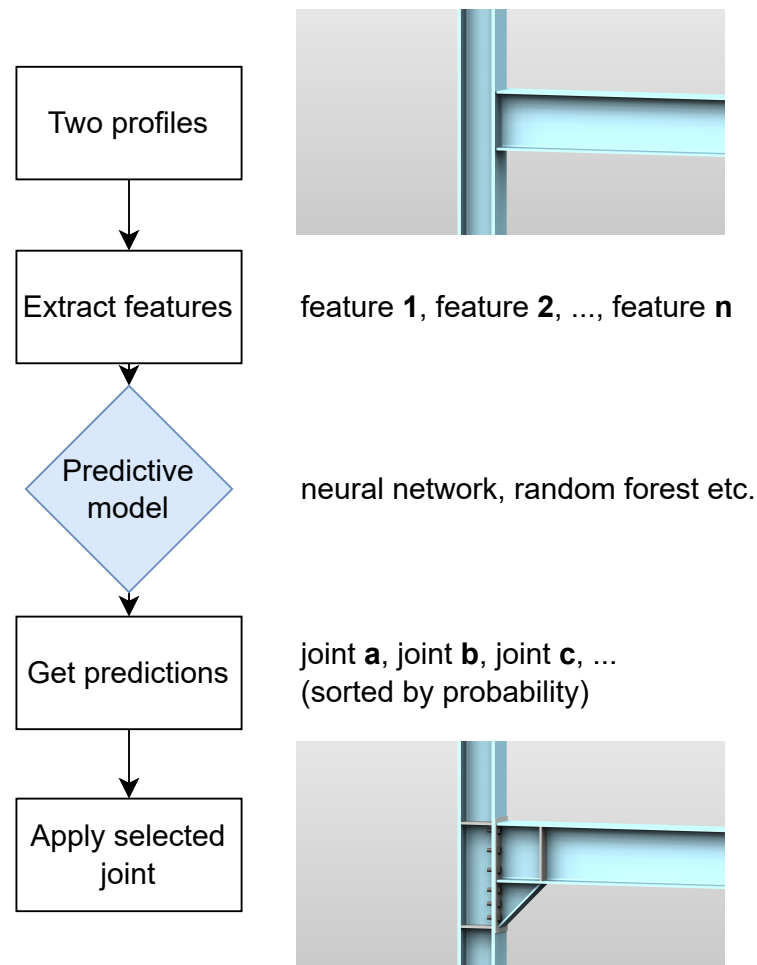 Two profiles
Extract features
feature 1, feature 2, ..., feature n
Predictive
model
neural network, random forest etc.
Get predictions
joint a, joint b, joint c, ...
(sorted by probability)
Apply selected
joint